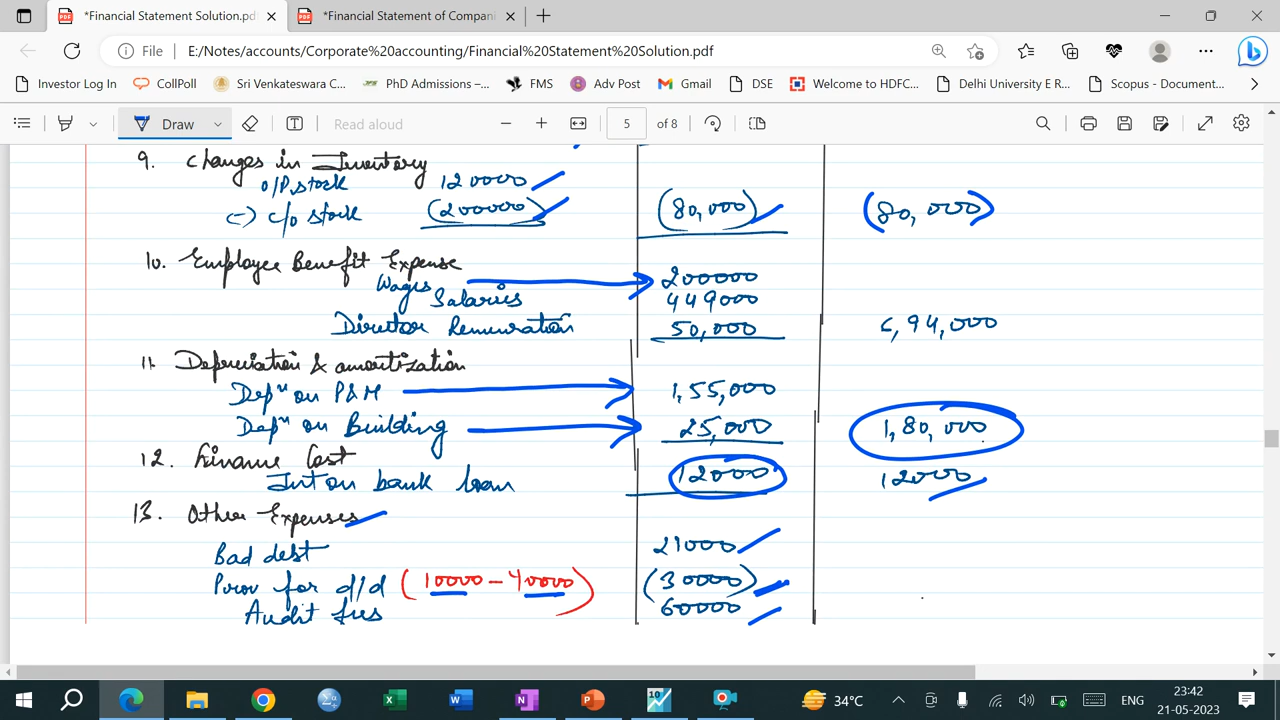 *Financial Statement Solution.pdf
*Financial Statement of Compani
File
E:/Notes/accounts/Corporate%20accounting/Financial%20Statement%20Solution.pdf
Investor Land
CollPoll
Sri Venkateswara C...
PhD Admissions –...
FMS
Adv Post
Gmail
DSE
Welcome to HDFC...
Delhi University E R...
Scopus - Document...
Draw
Read aloud
5 of 8
9. Changes in Inventory
O/P. stock 120000
(-) C/o stock (200000) (80,000) (80,000)
10. Employee Benefit Expense
Wages 200000
Salaries 449000
Director Remuration 50,000 6,94,000
11. Depreciation & amortization
Depn on P&M 1,55,000
Depn on Building 25,000 1,80,000
12. Finance Cost
Int on bank loan 12000 12000
13. Other Expenses
Bad debt 21000
Prov for d/d (10000 - 40000) (30000)
Audit fees 60000
34°C
ENG
23:42
21-05-2023